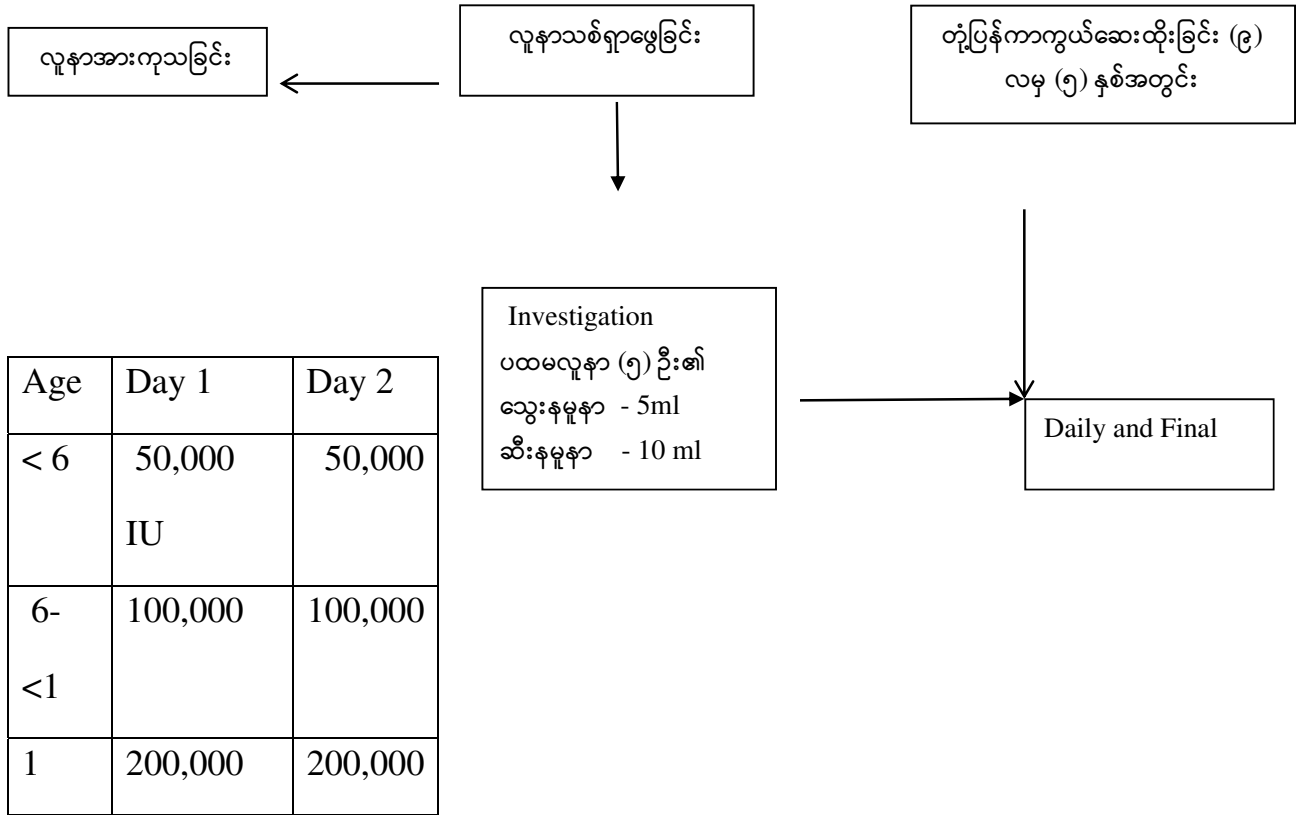 လူနာအားကုသခြင်း
လူနာသစ်ရှာဖွေခြင်း
တုံ့ပြန်ကာကွယ်ဆေးထိုးခြင်း (၉)
လမှ (၅) နှစ်အတွင်း
Investigation
ပထမလူနာ (၅) ဦး၏
သွေးနမူနာ - 5ml
ဆီးနမူနာ - 10 ml
Daily and Final
Age Day 1 Day 2
< 6 50,000 50,000
IU
6- 100,000 100,000
<1
1 200,000 200,000